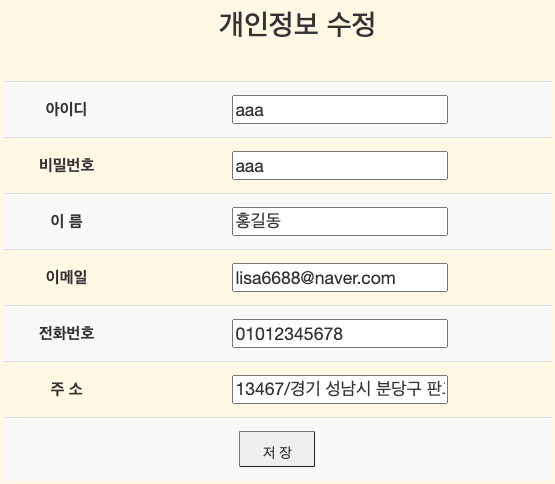 개인정보 수정
아이디 aaa
비밀번호 aaa
이 름 홍길동
이메일 lisa6688@naver.com
전화번호 01012345678
주 소 13467/경기 성남시 분당구
저 장